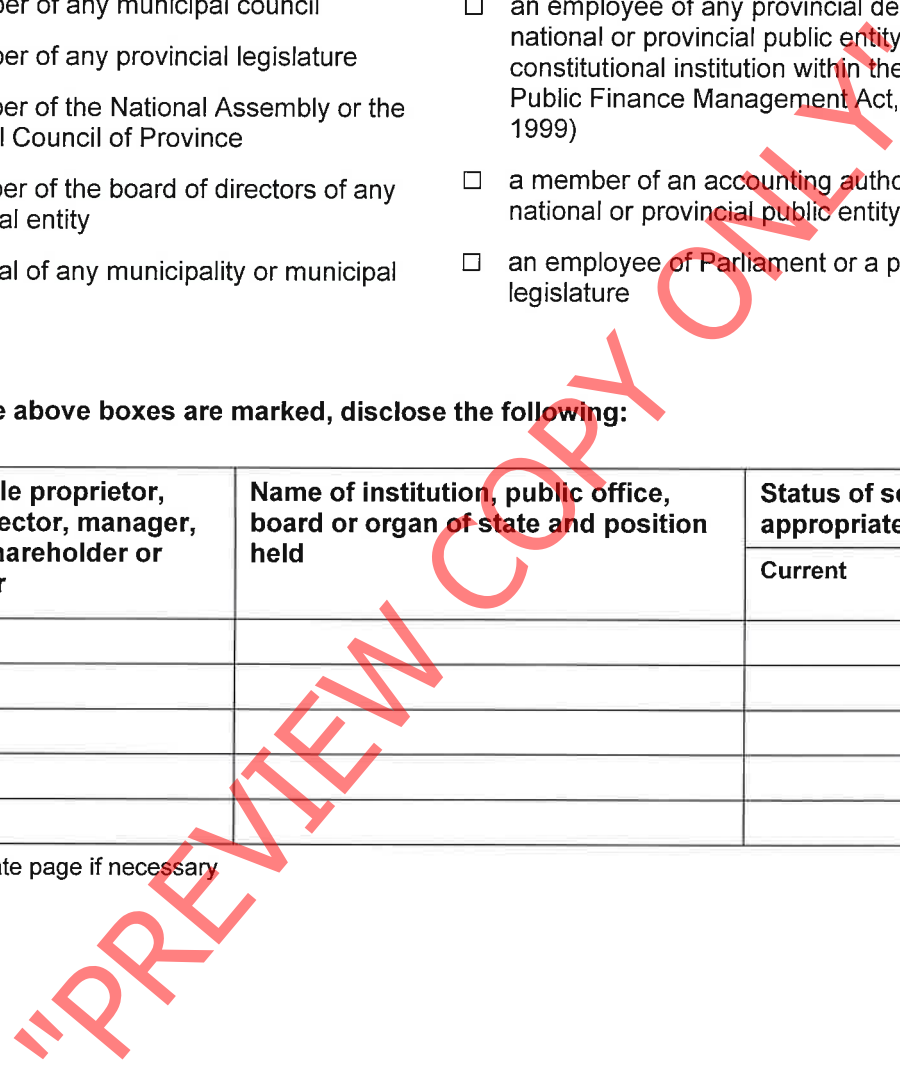 er of any municipal council
er of any provincial legislature
er of the National Assembly or the
l Council of Province
er of the board of directors of any
al entity
al of any municipality or municipal
☐ an employee of any provincial de
national or provincial public entity
constitutional institution within the
Public Finance Management Act,
1999)
☐ a member of an accounting autho
national or provincial public entity
☐ an employee of Parliament or a p
legislature
e above boxes are marked, disclose the following:
le proprietor,
ector, manager,
hareholder or
r
Name of institution, public office,
board or organ of state and position
held
Status of se
appropriate
Current
te page if necessary
"PREVIEW COPY ONLY"